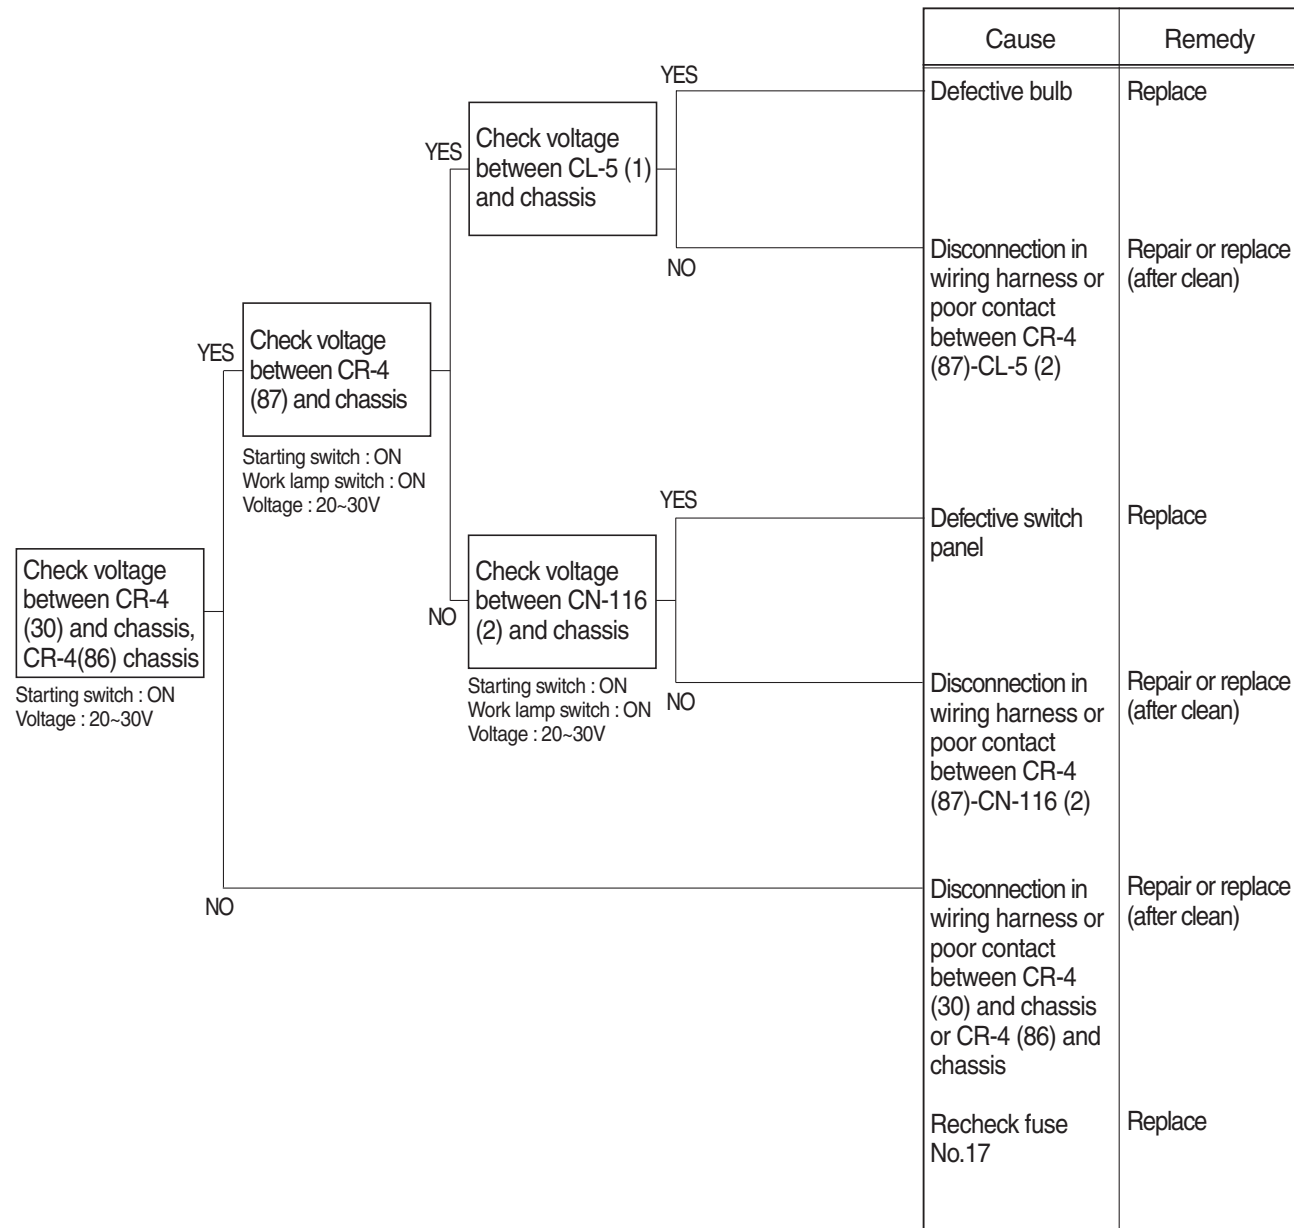 Cause
Remedy
YES
Defective bulb
Replace
Check voltage
between CL-5 (1)
and chassis
YES
NO
Disconnection in
wiring harness or
poor contact
between CR-4
(87)-CL-5 (2)
Repair or replace
(after clean)
YES
Check voltage
between CR-4
(87) and chassis
Starting switch : ON
Work lamp switch : ON
Voltage : 20~30V
YES
Defective switch
panel
Replace
Check voltage
between CR-4
(30) and chassis,
CR-4(86) chassis
Starting switch : ON
Voltage : 20~30V
NO
Check voltage
between CN-116
(2) and chassis
Starting switch : ON
Work lamp switch : ON
Voltage : 20~30V
NO
Disconnection in
wiring harness or
poor contact
between CR-4
(87)-CN-116 (2)
Repair or replace
(after clean)
NO
Disconnection in
wiring harness or
poor contact
between CR-4
(30) and chassis
or CR-4 (86) and
chassis
Repair or replace
(after clean)
Recheck fuse
No.17
Replace